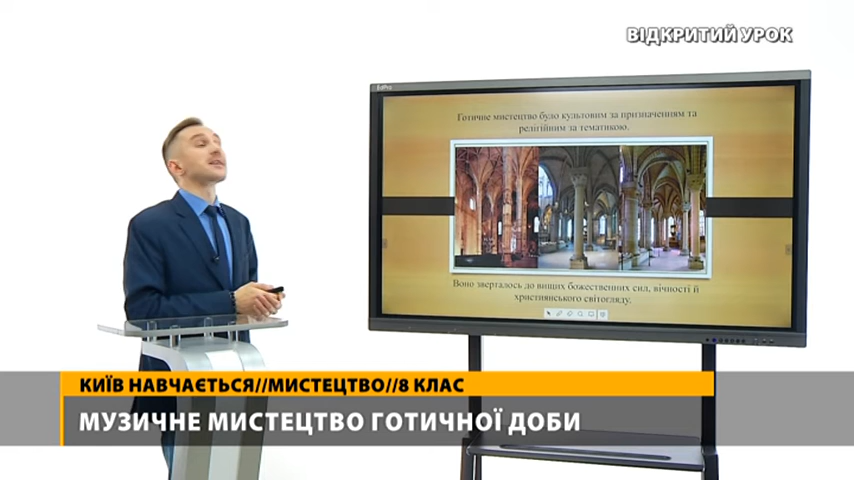 ВІДКРИТИЙ УРОК
EdPro
Готичне мистецтво було культовим за призначенням та
релігійним за тематикою.
Воно зверталось до вищих божественних сил, вічності й
християнського світогляду.
КИЇВ НАВЧАЄТЬСЯ//МИСТЕЦТВО//8 КЛАС
МУЗИЧНЕ МИСТЕЦТВО ГОТИЧНОЇ ДОБИ